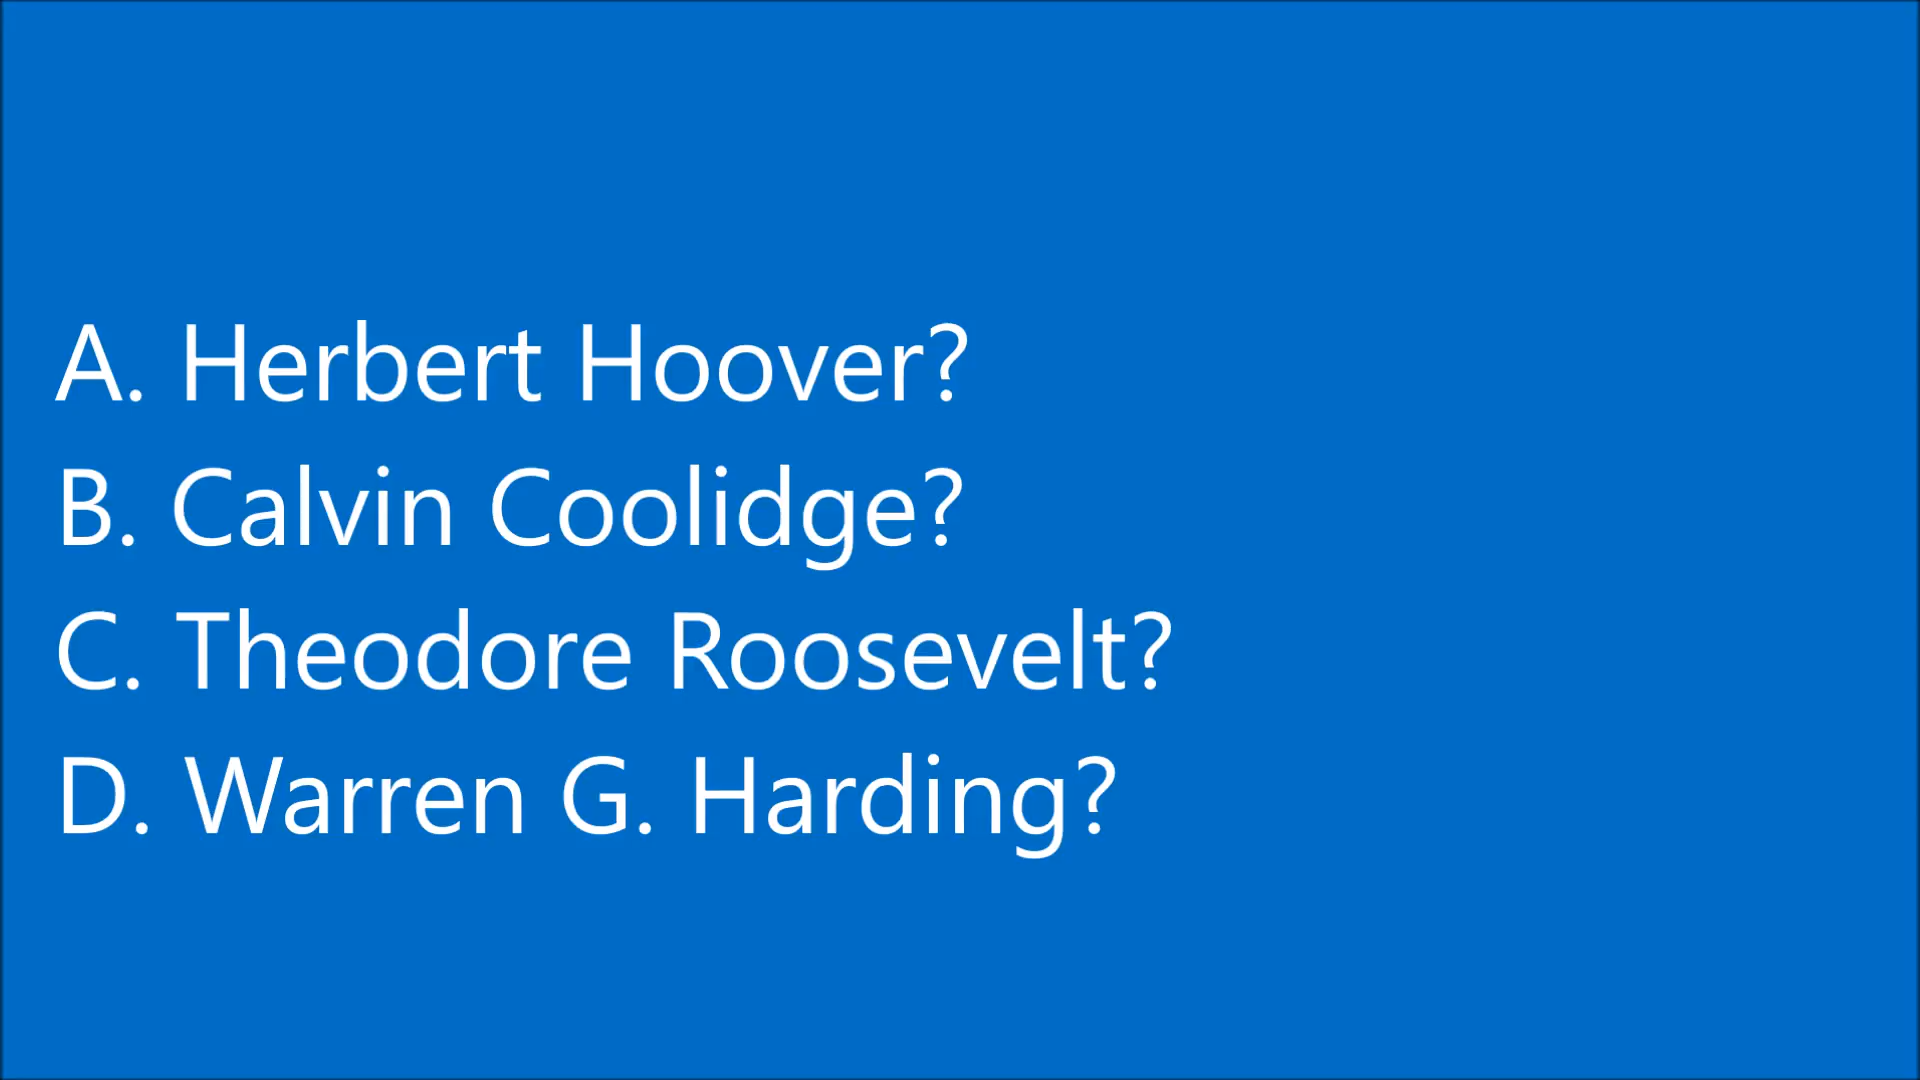 A. Herbert Hoover?
B. Calvin Coolidge?
C. Theodore Roosevelt?
D. Warren G. Harding?